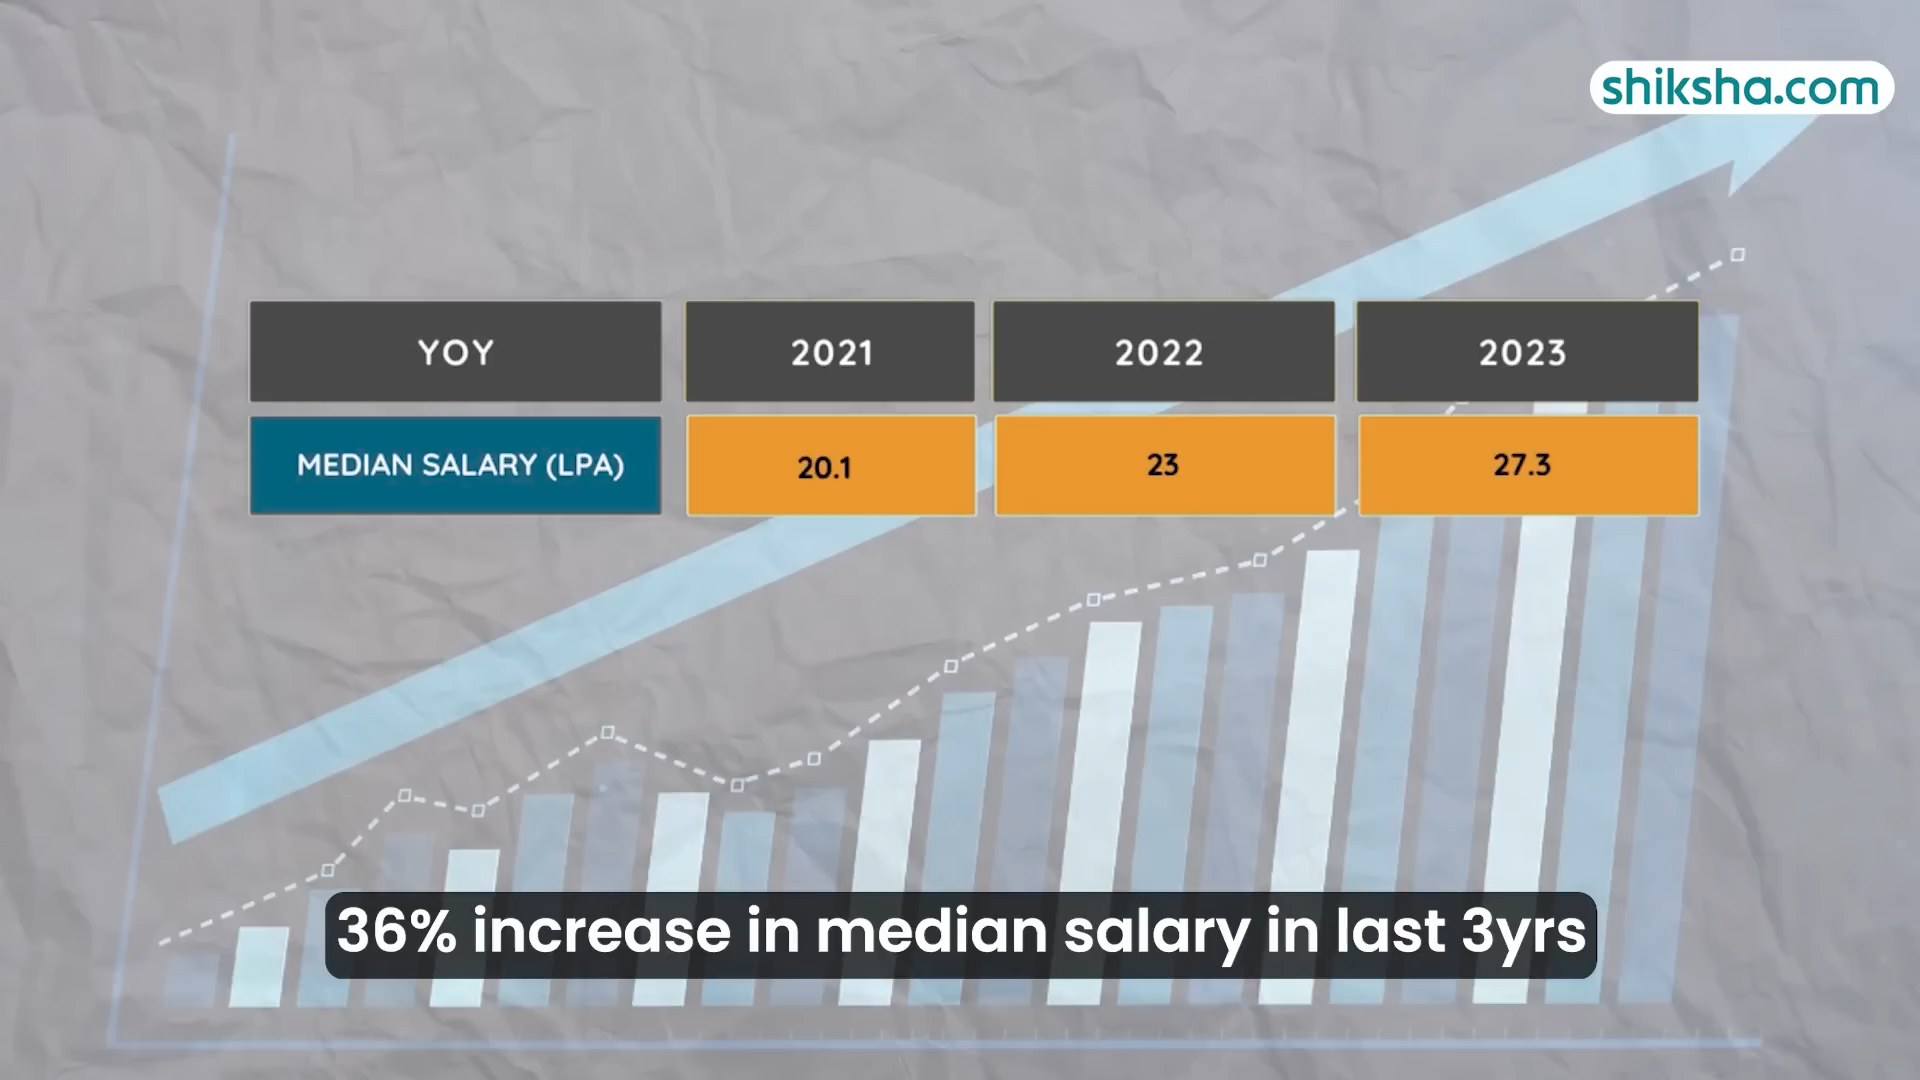 shiksha.com
YOY 2021 2022 2023
MEDIAN SALARY (LPA) 20.1 23 27.3
36% increase in median salary in last 3yrs